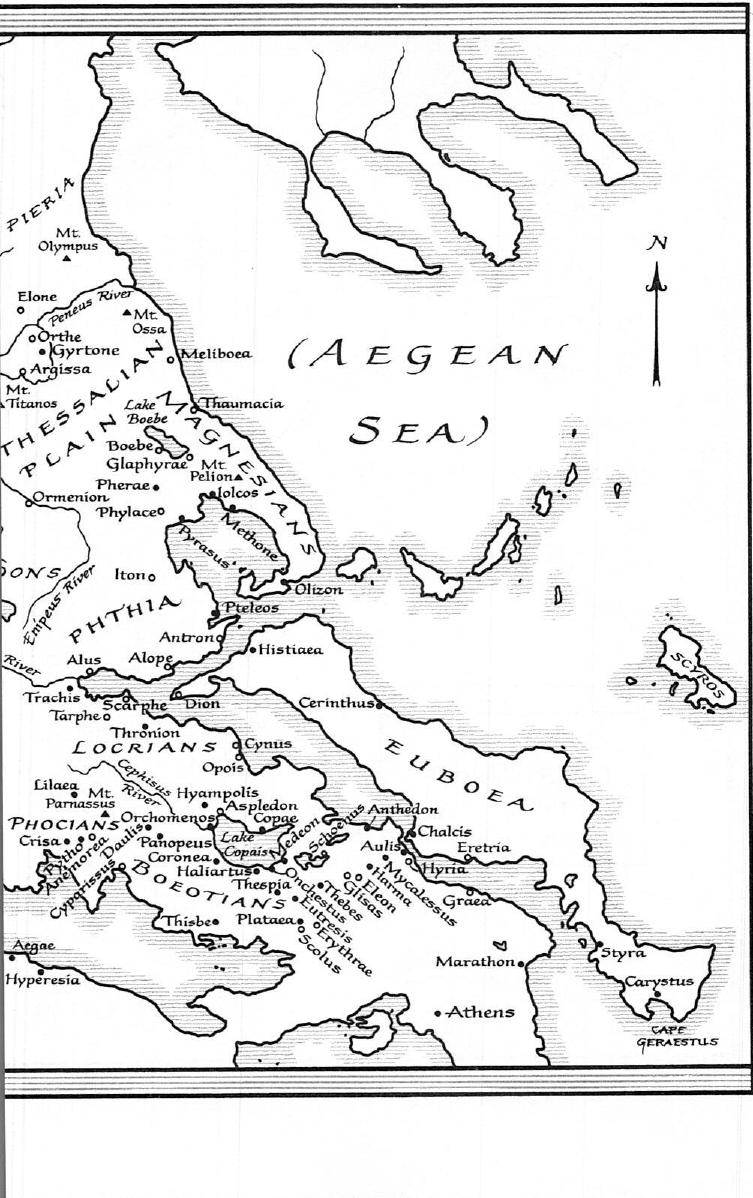 PIERIA
Mt.
Olympus
N
Elone
Peneus River
Mt.
Ossa
Orthe
Gyrtone
Argissa
Meliboea
(AEGEAN
SEA)
Mt.
Titanos
THESSALIAN
PLAIN
Lake
Boebe
MAGNESIANS
Thaumacia
Boebe
Glaphyrae
Mt.
Pelion
Pherae
Iolcos
Ormenion
Phylace
Methone
Pyrasus
Iton
Enipeus River
Olizon
PHTHIA
Pteleos
Antron
Histiaea
SCYROS
River
Alus
Alope
Trachis
Scarphe
Dion
Cerinthus
Tarphe
Thronion
LOCRIANS
Cynus
EUBOEA
Opois
Cephisus
River
Lilaea
Mt.
Parnassus
Hyampolis
Aspledon
Anthedon
PHOCIANS
Orchomenos
Copae
Medeon
Schoenus
Chalcis
Crisa
Pytho
Anemorea
Daulis
Cyparissus
Panopeus
Lake
Copais
Aulis
Eretria
Coronea
Hyria
Haliartus
Mycalessus
Harma
Eleon
Glisas
Graea
BOEOTIANS
Thespia
Onchestus
Thebes
Eutresis
Thisbe
Plataea
Erythrae
Scolus
Aegae
Hyperesia
Marathon
Styra
Carystus
Athens
CAPE
GERAESTUS